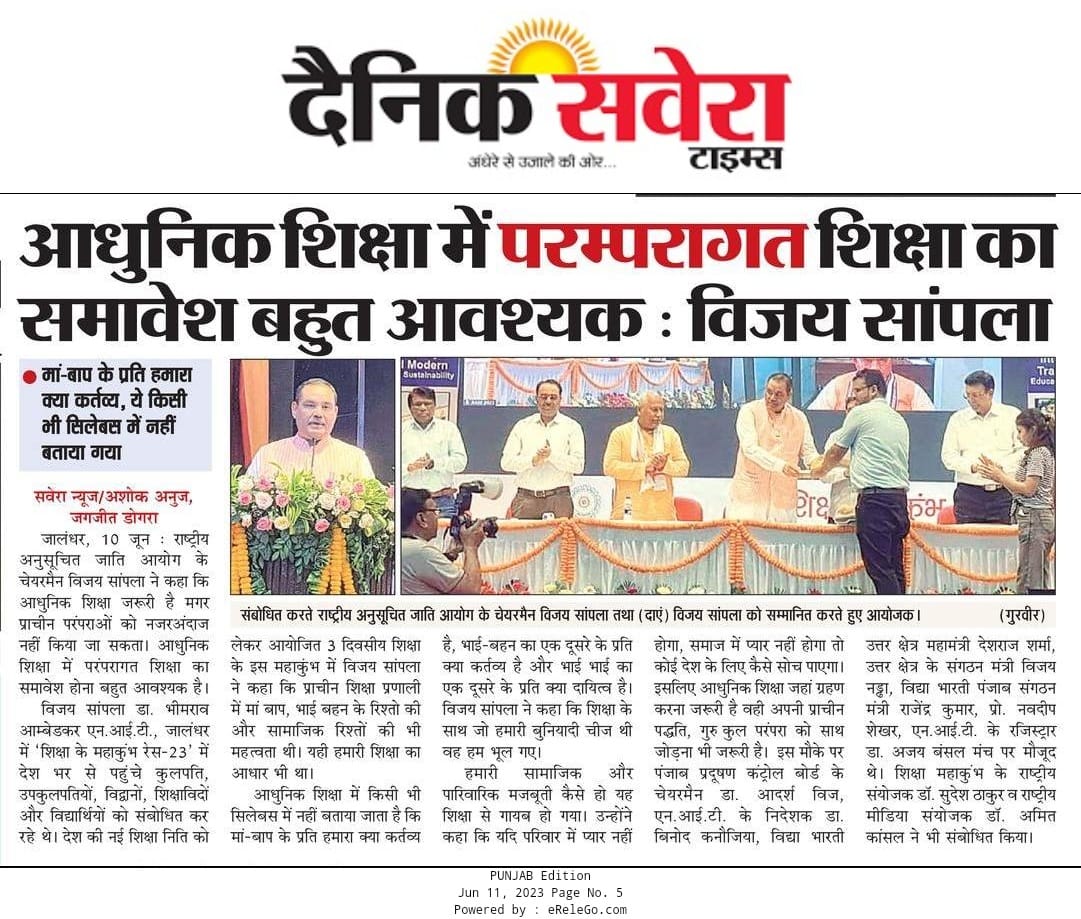 दैनिक सवेरा
टाइम्स
अंधेरे से उजाले की ओर...
आधुनिक शिक्षा में परम्परागत शिक्षा का
समावेश बहुत आवश्यक : विजय सांपला
मां-बाप के प्रति हमारा
क्या कर्तव्य, ये किसी
भी सिलेबस में नहीं
बताया गया
सवेरा न्यूज/अशोक अनुज,
जगजीत डोगरा
जालंधर, 10 जून : राष्ट्रीय
अनुसूचित जाति आयोग के
चेयरमैन विजय सांपला ने कहा कि
आधुनिक शिक्षा जरूरी है मगर
प्राचीन परंपराओं को नजरअंदाज
नहीं किया जा सकता। आधुनिक
शिक्षा में परंपरागत शिक्षा का
समावेश होना बहुत आवश्यक है।
विजय सांपला डा. भीमराव
आम्बेडकर एन.आई.टी., जालंधर
में ‘शिक्षा के महाकुंभ रेस-23’ में
देश भर से पहुंचे कुलपति,
उपकुलपतियों, विद्वानों, शिक्षाविदों
और विद्यार्थियों को संबोधित कर
रहे थे। देश की नई शिक्षा निति को
l Modern
Sustainability
Tra
Educa
शिक्ष
कंभ
संबोधित करते राष्ट्रीय अनुसूचित जाति आयोग के चेयरमैन विजय सांपला तथा (दाएं) विजय सांपला को सम्मानित करते हुए आयोजक। (गुरवीर)
लेकर आयोजित 3 दिवसीय शिक्षा
के इस महाकुंभ में विजय सांपला
ने कहा कि प्राचीन शिक्षा प्रणाली
में मां बाप, भाई बहन के रिश्तो की
और सामाजिक रिश्तों की भी
महत्वता थी। यही हमारी शिक्षा का
आधार भी था।
आधुनिक शिक्षा में किसी भी
सिलेबस में नहीं बताया जाता है कि
मां-बाप के प्रति हमारा क्या कर्तव्य
है, भाई-बहन का एक दूसरे के प्रति
क्या कर्तव्य है और भाई भाई का
एक दूसरे के प्रति क्या दायित्व है।
विजय सांपला ने कहा कि शिक्षा के
साथ जो हमारी बुनियादी चीज थी
वह हम भूल गए।
हमारी सामाजिक और
पारिवारिक मजबूती कैसे हो यह
शिक्षा से गायब हो गया। उन्होंने
कहा कि यदि परिवार में प्यार नहीं
होगा, समाज में प्यार नहीं होगा तो
कोई देश के लिए कैसे सोच पाएगा।
इसलिए आधुनिक शिक्षा जहां ग्रहण
करना जरूरी है वही अपनी प्राचीन
पद्धति, गुरु कुल परंपरा को साथ
जोड़ना भी जरूरी है। इस मौके पर
पंजाब प्रदूषण कंट्रोल बोर्ड के
चेयरमैन डा. आदर्श विज,
एन.आई.टी. के निदेशक डा.
बिनोद कनौजिया, विद्या भारती
उत्तर क्षेत्र महामंत्री देशराज शर्मा,
उत्तर क्षेत्र के संगठन मंत्री विजय
नड्डा, विद्या भारती पंजाब संगठन
मंत्री राजेंद्र कुमार, प्रो. नवदीप
शेखर, एन.आई.टी. के रजिस्ट्रार
डा. अजय बंसल मंच पर मौजूद
थे। शिक्षा महाकुंभ के राष्ट्रीय
संयोजक डॉ. सुदेश ठाकुर व राष्ट्रीय
मीडिया संयोजक डॉ. अमित
कांसल ने भी संबोधित किया।
PUNJAB Edition
Jun 11, 2023 Page No. 5
Powered by : eReleGo.com